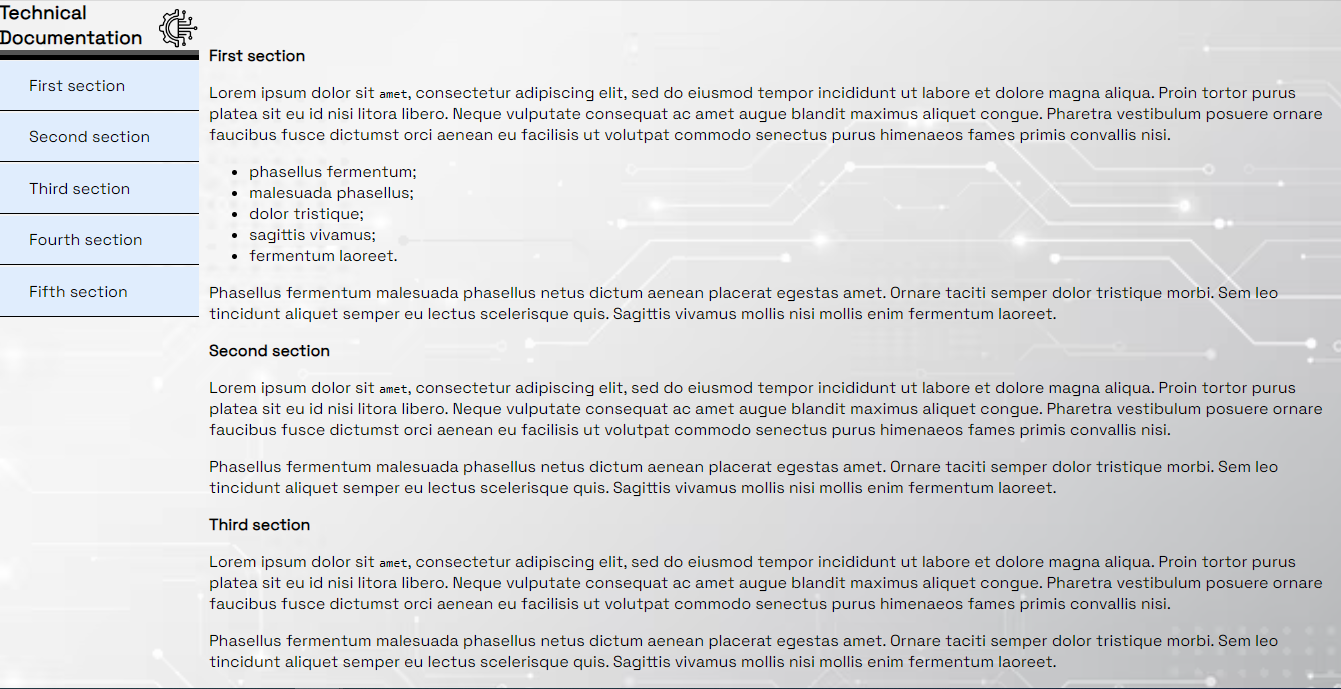 Technical
Documentation
First section
Second section
Third section
Fourth section
Fifth section
First section
Lorem ipsum dolor sit amet, consectetur adipiscing elit, sed do eiusmod tempor incididunt ut labore et dolore magna aliqua. Proin tortor purus
platea sit eu id nisi litora libero. Neque vulputate consequat ac amet augue blandit maximus aliquet congue. Pharetra vestibulum posuere ornare
faucibus fusce dictumst orci aenean eu facilisis ut volutpat commodo senectus purus himenaeos fames primis convallis nisi.
• phasellus fermentum;
• malesuada phasellus;
• dolor tristique;
• sagittis vivamus;
• fermentum laoreet.
Phasellus fermentum malesuada phasellus netus dictum aenean placerat egestas amet. Ornare taciti semper dolor tristique morbi. Sem leo
tincidunt aliquet semper eu lectus scelerisque quis. Sagittis vivamus mollis nisi mollis enim fermentum laoreet.
Second section
Lorem ipsum dolor sit amet, consectetur adipiscing elit, sed do eiusmod tempor incididunt ut labore et dolore magna aliqua. Proin tortor purus
platea sit eu id nisi litora libero. Neque vulputate consequat ac amet augue blandit maximus aliquet congue. Pharetra vestibulum posuere ornare
faucibus fusce dictumst orci aenean eu facilisis ut volutpat commodo senectus purus himenaeos fames primis convallis nisi.
Phasellus fermentum malesuada phasellus netus dictum aenean placerat egestas amet. Ornare taciti semper dolor tristique morbi. Sem leo
tincidunt aliquet semper eu lectus scelerisque quis. Sagittis vivamus mollis nisi mollis enim fermentum laoreet.
Third section
Lorem ipsum dolor sit amet, consectetur adipiscing elit, sed do eiusmod tempor incididunt ut labore et dolore magna aliqua. Proin tortor purus
platea sit eu id nisi litora libero. Neque vulputate consequat ac amet augue blandit maximus aliquet congue. Pharetra vestibulum posuere ornare
faucibus fusce dictumst orci aenean eu facilisis ut volutpat commodo senectus purus himenaeos fames primis convallis nisi.
Phasellus fermentum malesuada phasellus netus dictum aenean placerat egestas amet. Ornare taciti semper dolor tristique morbi. Sem leo
tincidunt aliquet semper eu lectus scelerisque quis. Sagittis vivamus mollis nisi mollis enim fermentum laoreet.